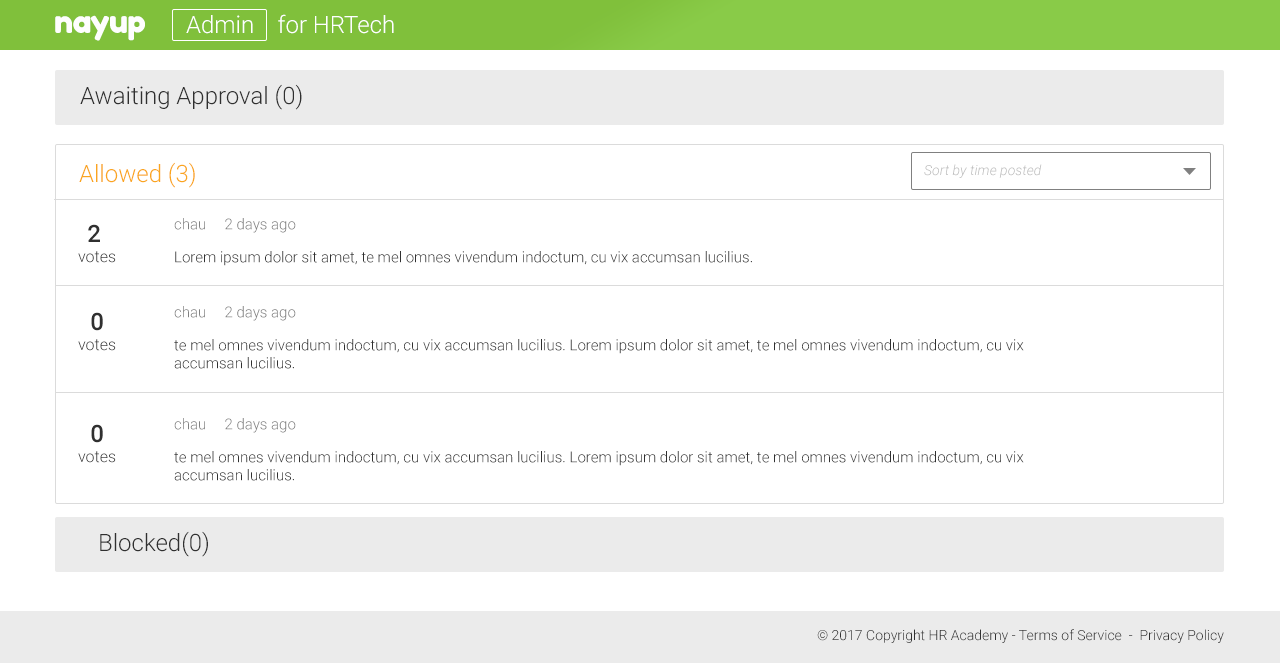 nayup Admin for HRTech
Awaiting Approval (0)
Allowed (3)
Sort by time posted
2
votes
chau 2 days ago
Lorem ipsum dolor sit amet, te mel omnes vivendum indoctum, cu vix accumsan lucilius.
0
votes
chau 2 days ago
te mel omnes vivendum indoctum, cu vix accumsan lucilius. Lorem ipsum dolor sit amet, te mel omnes vivendum indoctum, cu vix
accumsan lucilius.
0
votes
chau 2 days ago
te mel omnes vivendum indoctum, cu vix accumsan lucilius. Lorem ipsum dolor sit amet, te mel omnes vivendum indoctum, cu vix
accumsan lucilius.
Blocked(0)
© 2017 Copyright HR Academy - Terms of Service - Privacy Policy